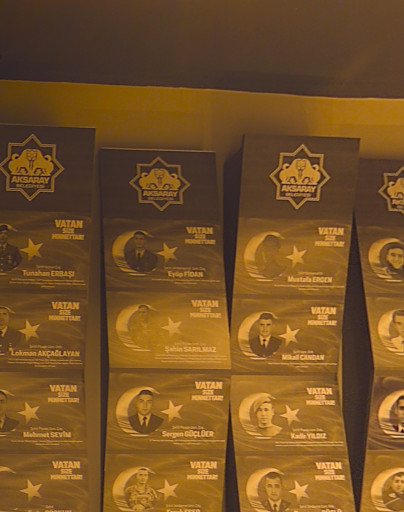 AKSARAY
BELEDİYESİ
VATAN
SİZE
MİNNETTAR!
Turahan ERBAŞI
VATAN
SİZE
MİNNETTAR!
Lokman AKÇAĞLAYAN
VATAN
SİZE
MİNNETTAR!
Mehmet SEVİM
VATAN
SİZE
MİNNETTAR!
AKSARAY
BELEDİYESİ
VATAN
SİZE
MİNNETTAR!
Eyüp FİDAN
VATAN
SİZE
MİNNETTAR!
Şahin SARILMAZ
VATAN
SİZE
MİNNETTAR!
Sergen GÜÇLÜER
VATAN
SİZE
MİNNETTAR!
AKSARAY
BELEDİYESİ
VATAN
SİZE
MİNNETTAR!
Mustafa ERGEN
VATAN
SİZE
MİNNETTAR!
Mikail CANDAN
VATAN
SİZE
MİNNETTAR!
Kadir YILDIZ
VATAN
SİZE
MİNNETTAR!
AKSARAY